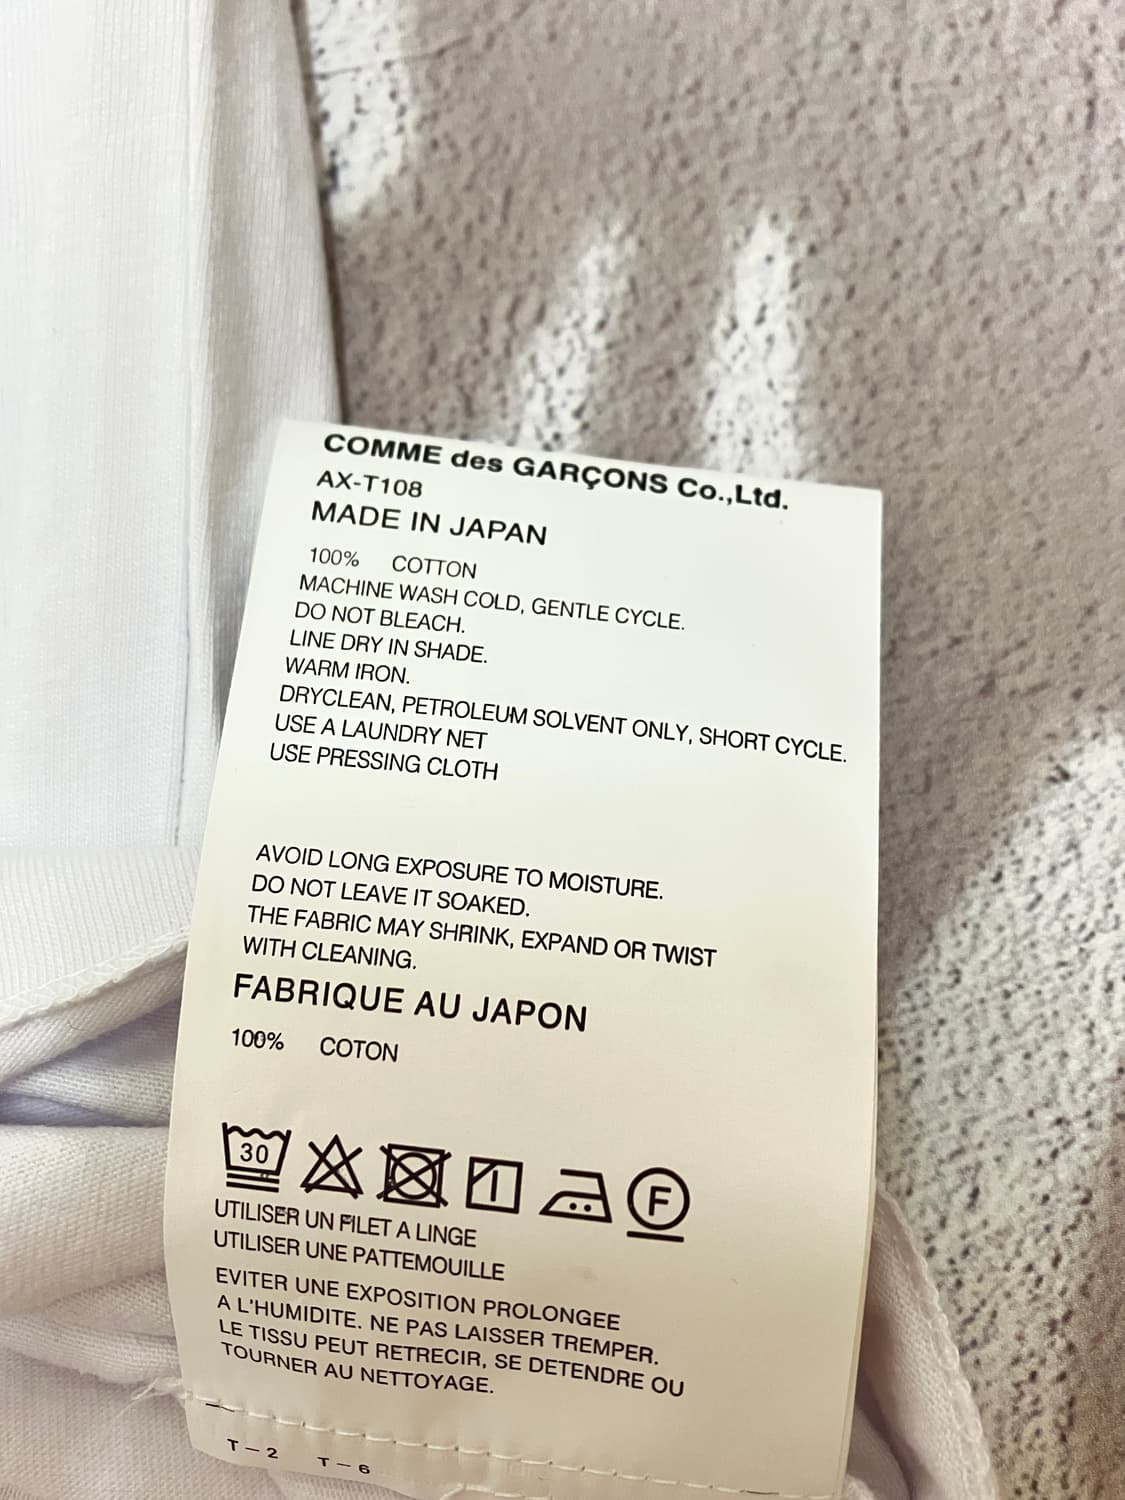 COMME des GARÇONS Co.,Ltd.
AX-T108
MADE IN JAPAN
100% COTTON
MACHINE WASH COLD, GENTLE CYCLE.
DO NOT BLEACH.
LINE DRY IN SHADE.
WARM IRON.
DRYCLEAN, PETROLEUM SOLVENT ONLY, SHORT CYCLE.
USE A LAUNDRY NET
USE PRESSING CLOTH
AVOID LONG EXPOSURE TO MOISTURE.
DO NOT LEAVE IT SOAKED.
THE FABRIC MAY SHRINK, EXPAND OR TWIST
WITH CLEANING.
FABRIQUE AU JAPON
100% COTON
30 F
UTILISER UN FILET A LINGE
UTILISER UNE PATTEMOUILLE
EVITER UNE EXPOSITION PROLONGEE
A L'HUMIDITE. NE PAS LAISSER TREMPER.
LE TISSU PEUT RETRECIR, SE DETENDRE OU
TOURNER AU NETTOYAGE.
T-2 T-6